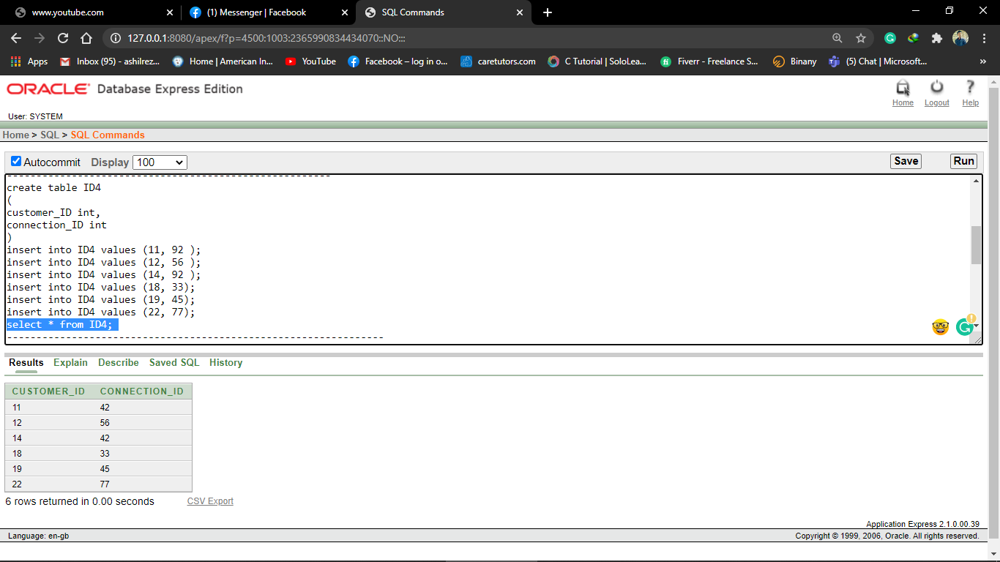 www.youtube.com
(1) Messenger | Facebook
SQL Commands
127.0.0.1:8080/apex/f?p=4500:1003:2365990834434070::NO:::
Apps
Inbox (95) - ashilrez...
Home | American In...
YouTube
Facebook – log in o...
caretutors.com
C Tutorial | SoloLea...
Fiverr - Freelance S...
Binany
(5) Chat | Microsoft...
»
ORACLE Database Express Edition
Home
Logout
Help
User: SYSTEM
Home > SQL > SQL Commands
Autocommit Display 100
Save
Run
--------------------------------------------------------
create table ID4
(
customer_ID int,
connection_ID int
)
insert into ID4 values (11, 92 );
insert into ID4 values (12, 56 );
insert into ID4 values (14, 92 );
insert into ID4 values (18, 33);
insert into ID4 values (19, 45);
insert into ID4 values (22, 77);
select * from ID4;
----------------------------------------------------------------
Results Explain Describe Saved SQL History
CUSTOMER_ID CONNECTION_ID
11 42
12 56
14 42
18 33
19 45
22 77
6 rows returned in 0.00 seconds
CSV Export
Application Express 2.1.0.00.39
Language: en-gb
Copyright © 1999, 2006, Oracle. All rights reserved.